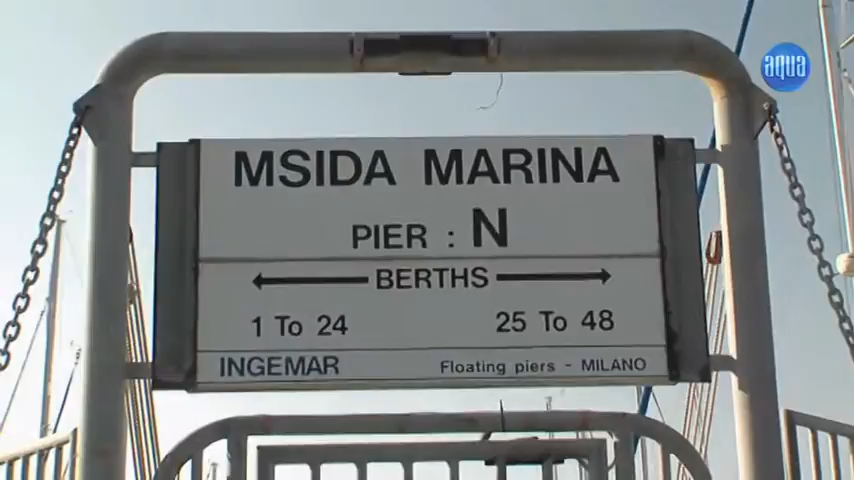 aqua
MSIDA MARINA
PIER : N
BERTHS
1 To 24 25 To 48
INGEMAR Floating piers - MILANO